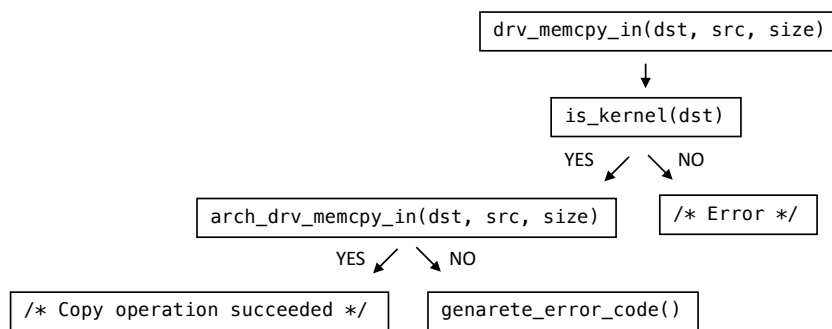 drv_memcpy_in(dst, src, size)
is_kernel(dst)
YES
NO
arch_drv_memcpy_in(dst, src, size)
/* Error */
YES
NO
/* Copy operation succeeded */
genarete_error_code()